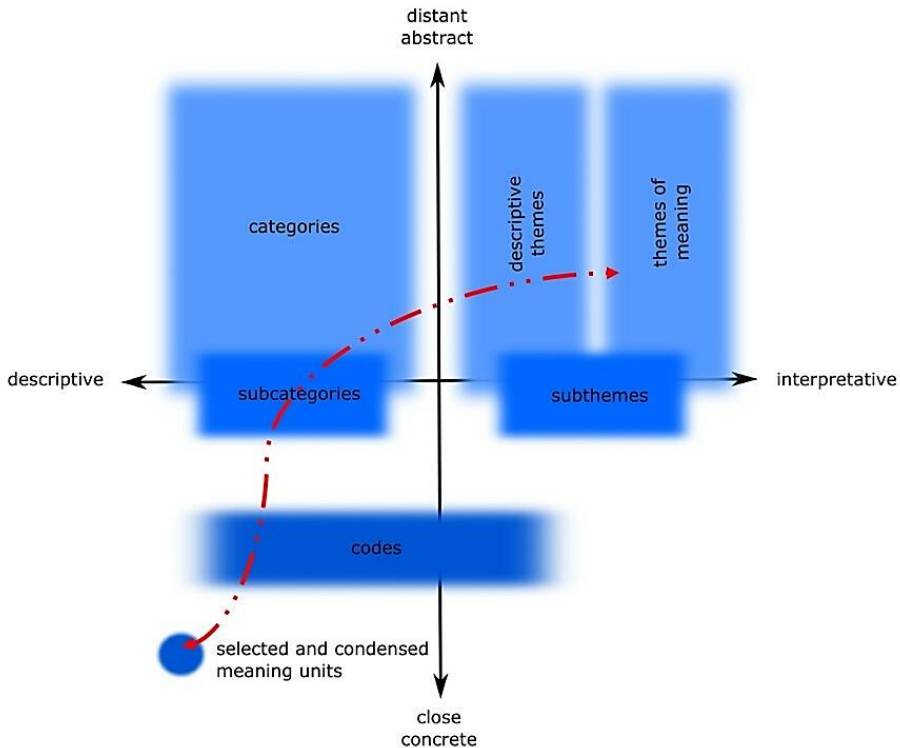 distant
abstract
descriptive
themes
themes of
meaning
categories
descriptive
subcategories
subthemes
interpretative
codes
selected and condensed
meaning units
close
concrete